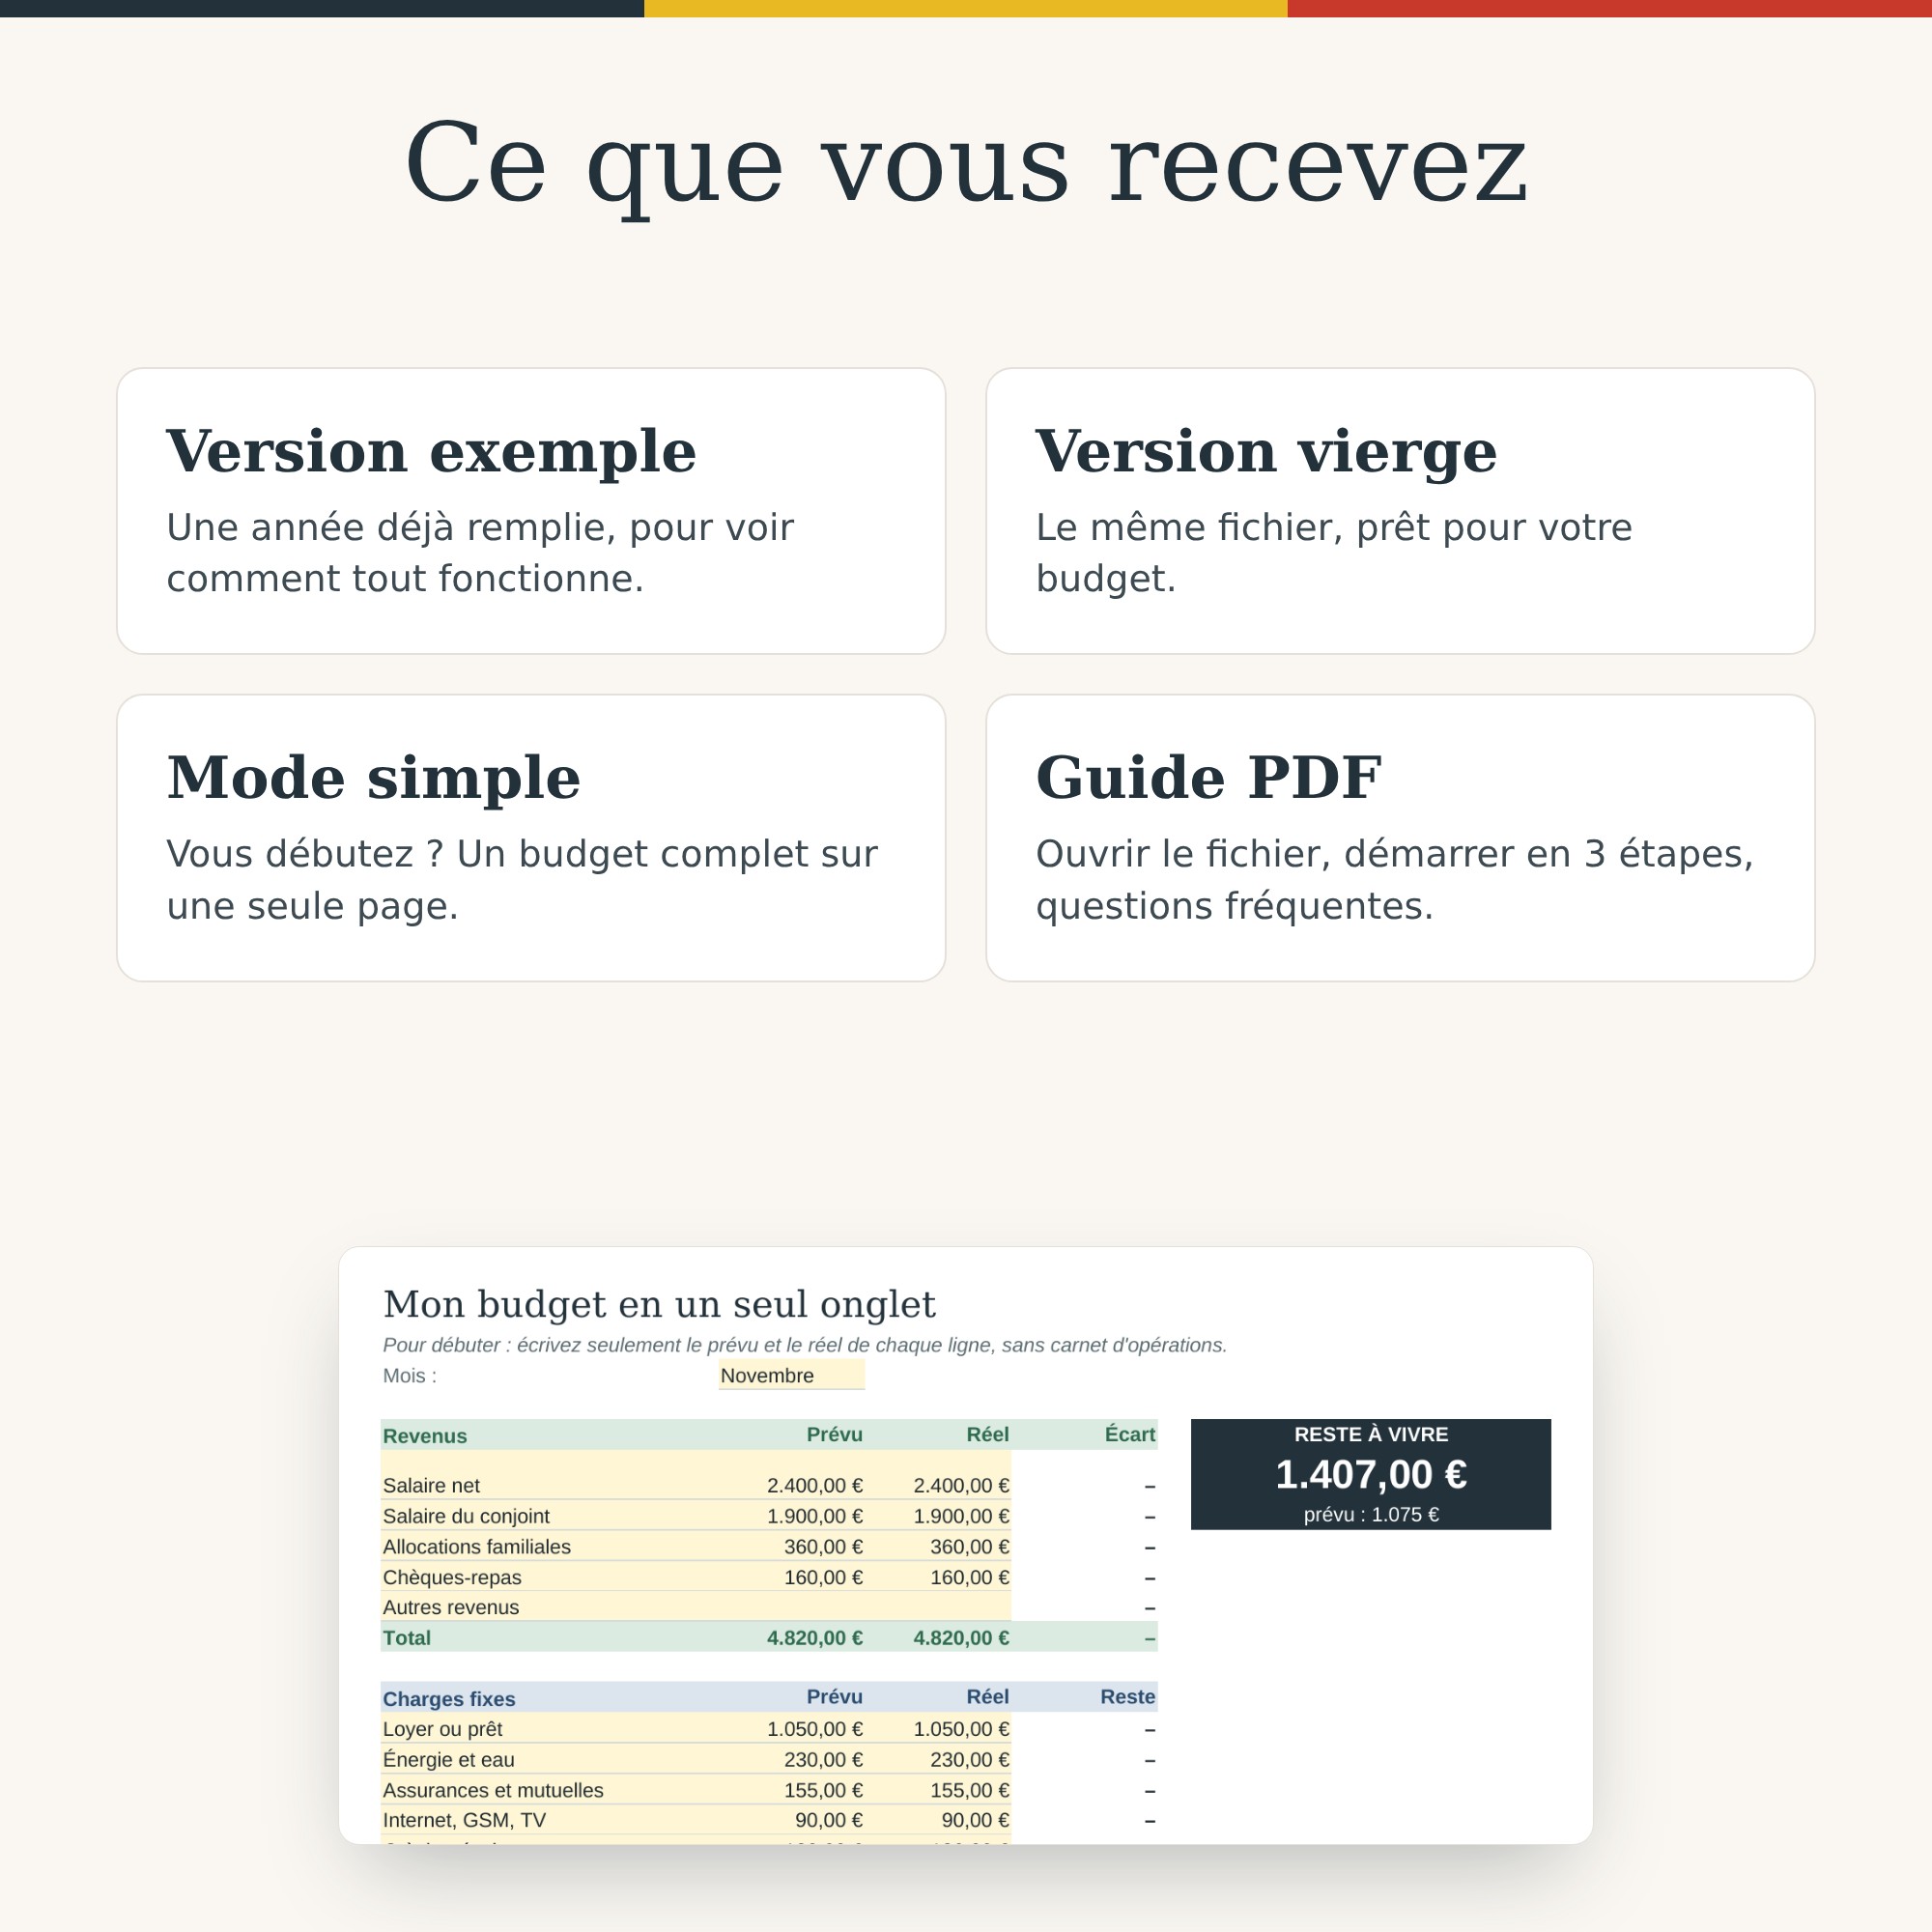 Ce que vous recevez
Version exemple
Une année déjà remplie, pour voir
comment tout fonctionne.
Version vierge
Le même fichier, prêt pour votre
budget.
Mode simple
Vous débutez ? Un budget complet sur
une seule page.
Guide PDF
Ouvrir le fichier, démarrer en 3 étapes,
questions fréquentes.
Mon budget en un seul onglet
Pour débuter : écrivez seulement le prévu et le réel de chaque ligne, sans carnet d'opérations.
Mois : Novembre
Revenus Prévu Réel Écart
Salaire net 2.400,00 € 2.400,00 € –
Salaire du conjoint 1.900,00 € 1.900,00 € –
Allocations familiales 360,00 € 360,00 € –
Chèques-repas 160,00 € 160,00 € –
Autres revenus –
Total 4.820,00 € 4.820,00 € –
RESTE À VIVRE
1.407,00 €
prévu : 1.075 €
Charges fixes Prévu Réel Reste
Loyer ou prêt 1.050,00 € 1.050,00 € –
Énergie et eau 230,00 € 230,00 € –
Assurances et mutuelles 155,00 € 155,00 € –
Internet, GSM, TV 90,00 € 90,00 € –